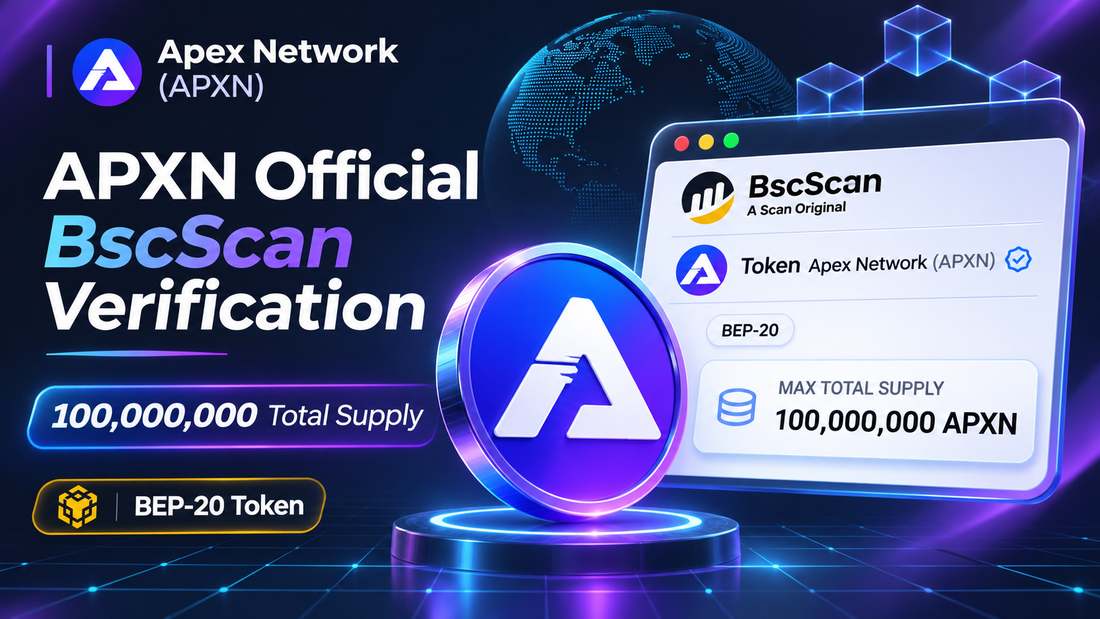 Apex Network
(APXN)
APXN Official
BscScan
Verification
100,000,000 Total Supply
BEP-20 Token
BscScan
A Scan Original
Token Apex Network (APXN)
BEP-20
MAX TOTAL SUPPLY
100,000,000 APXN